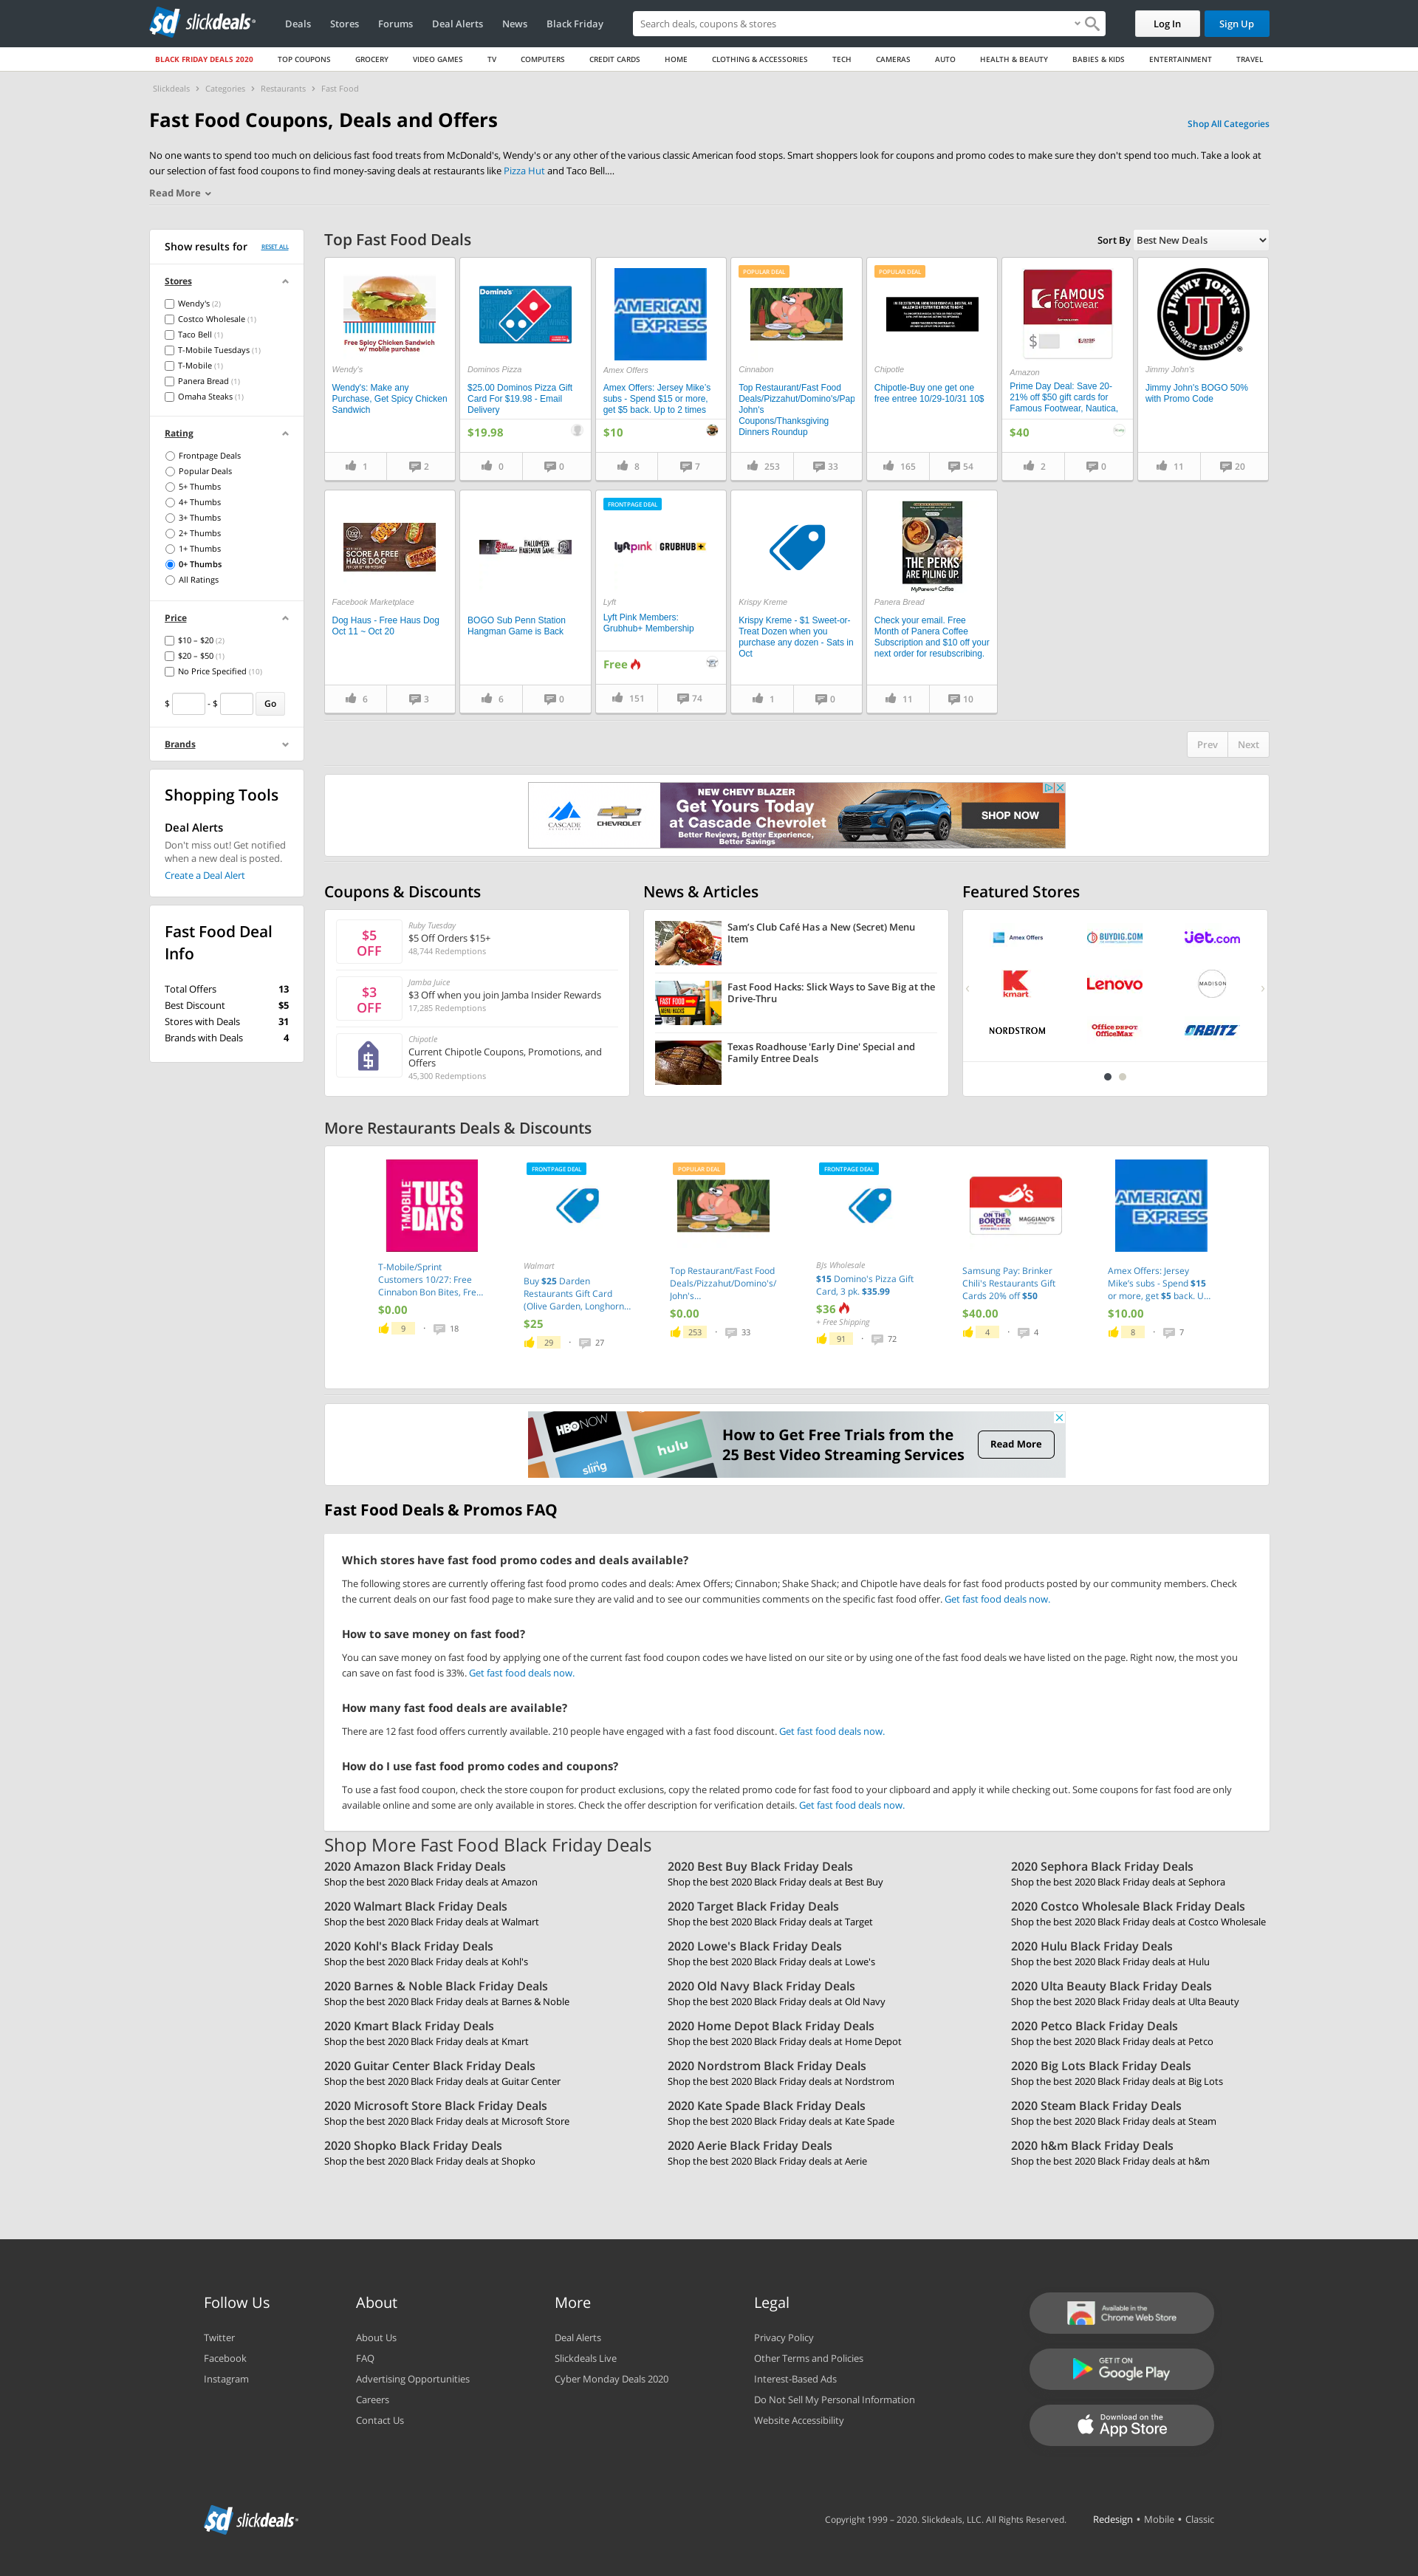 slickdeals
Deals Stores Forums Deal Alerts News Black Friday
Search deals, coupons & stores
Log In
Sign Up
BLACK FRIDAY DEALS 2020 TOP COUPONS GROCERY VIDEO GAMES TV COMPUTERS CREDIT CARDS HOME CLOTHING & ACCESSORIES TECH CAMERAS AUTO HEALTH & BEAUTY BABIES & KIDS ENTERTAINMENT TRAVEL
Slickdeals > Categories > Restaurants > Fast Food
Fast Food Coupons, Deals and Offers
Shop All Categories
No one wants to spend too much on delicious fast food treats from McDonald's, Wendy's or any other of the various classic American food stops. Smart shoppers look for coupons and promo codes to make sure they don't spend too much. Take a look at
our selection of fast food coupons to find money-saving deals at restaurants like Pizza Hut and Taco Bell....
Read More
Show results for RESET ALL
Stores
Wendy's (2)
Costco Wholesale (1)
Taco Bell (1)
T-Mobile Tuesdays (1)
T-Mobile (1)
Panera Bread (1)
Omaha Steaks (1)
Rating
Frontpage Deals
Popular Deals
5+ Thumbs
4+ Thumbs
3+ Thumbs
2+ Thumbs
1+ Thumbs
0+ Thumbs
All Ratings
Price
$10 – $20 (2)
$20 – $50 (1)
No Price Specified (10)
$ - $ Go
Brands
Shopping Tools
Deal Alerts
Don't miss out! Get notified
when a new deal is posted.
Create a Deal Alert
Fast Food Deal
Info
Total Offers 13
Best Discount $5
Stores with Deals 31
Brands with Deals 4
Top Fast Food Deals
Sort By Best New Deals
Free Spicy Chicken Sandwich
w/ mobile purchase
Wendy's
Wendy's: Make any
Purchase, Get Spicy Chicken
Sandwich
1 2
Domino's
Dominos Pizza
$25.00 Dominos Pizza Gift
Card For $19.98 - Email
Delivery
$19.98
0 0
AMERICAN
EXPRESS
Amex Offers
Amex Offers: Jersey Mike's
subs - Spend $15 or more,
get $5 back. Up to 2 times
$10
8 7
POPULAR DEAL
Cinnabon
Top Restaurant/Fast Food
Deals/Pizzahut/Domino's/Pap
John's
Coupons/Thanksgiving
Dinners Roundup
253 33
POPULAR DEAL
Chipotle
Chipotle-Buy one get one
free entree 10/29-10/31 10$
165 54
FAMOUS
footwear.
Amazon
Prime Day Deal: Save 20-
21% off $50 gift cards for
Famous Footwear, Nautica,
$40
2 0
JIMMY JOHN'S
JJ
GOURMET SANDWICHES
Jimmy John's
Jimmy John's BOGO 50%
with Promo Code
11 20
SCORE A FREE
HAUS DOG
Facebook Marketplace
Dog Haus - Free Haus Dog
Oct 11 ~ Oct 20
6 3
HALLOWEEN
HANGMAN GAME
BOGO Sub Penn Station
Hangman Game is Back
6 0
FRONTPAGE DEAL
lyft pink GRUBHUB+
Lyft
Lyft Pink Members:
Grubhub+ Membership
Free
151 74
Krispy Kreme
Krispy Kreme - $1 Sweet-or-
Treat Dozen when you
purchase any dozen - Sats in
Oct
1 0
THE PERKS
ARE PILING UP.
MyPanera+ Coffee
Panera Bread
Check your email. Free
Month of Panera Coffee
Subscription and $10 off your
next order for resubscribing.
11 10
Prev Next
CASCADE
CHEVROLET
NEW CHEVY BLAZER
Get Yours Today
at Cascade Chevrolet
Better Reviews, Better Experience,
Better Savings
SHOP NOW
Coupons & Discounts
$5
OFF
Ruby Tuesday
$5 Off Orders $15+
48,744 Redemptions
$3
OFF
Jamba Juice
$3 Off when you join Jamba Insider Rewards
17,285 Redemptions
Chipotle
Current Chipotle Coupons, Promotions, and
Offers
45,300 Redemptions
News & Articles
Sam's Club Café Has a New (Secret) Menu
Item
FAST FOOD
Fast Food Hacks: Slick Ways to Save Big at the
Drive-Thru
Texas Roadhouse 'Early Dine' Special and
Family Entree Deals
Featured Stores
Amex Offers BUYDIG.COM jet.com
kmart Lenovo MADISON
NORDSTROM Office DEPOT OfficeMax ORBITZ
More Restaurants Deals & Discounts
T-MOBILE TUESDAYS
T-Mobile/Sprint
Customers 10/27: Free
Cinnabon Bon Bites, Fre...
$0.00
9 · 18
FRONTPAGE DEAL
Walmart
Buy $25 Darden
Restaurants Gift Card
(Olive Garden, Longhorn...
$25
29 · 27
POPULAR DEAL
Top Restaurant/Fast Food
Deals/Pizzahut/Domino's/
John's...
$0.00
253 · 33
FRONTPAGE DEAL
BJs Wholesale
$15 Domino's Pizza Gift
Card, 3 pk. $35.99
$36
+ Free Shipping
91 · 72
ON THE BORDER MAGGIANO'S
Samsung Pay: Brinker
Chili's Restaurants Gift
Cards 20% off $50
$40.00
4 · 4
AMERICAN
EXPRESS
Amex Offers: Jersey
Mike's subs - Spend $15
or more, get $5 back. U...
$10.00
8 · 7
HBO NOW
hulu
sling
How to Get Free Trials from the
25 Best Video Streaming Services
Read More
Fast Food Deals & Promos FAQ
Which stores have fast food promo codes and deals available?
The following stores are currently offering fast food promo codes and deals: Amex Offers; Cinnabon; Shake Shack; and Chipotle have deals for fast food products posted by our community members. Check
the current deals on our fast food page to make sure they are valid and to see our communities comments on the specific fast food offer. Get fast food deals now.
How to save money on fast food?
You can save money on fast food by applying one of the current fast food coupon codes we have listed on our site or by using one of the fast food deals we have listed on the page. Right now, the most you
can save on fast food is 33%. Get fast food deals now.
How many fast food deals are available?
There are 12 fast food offers currently available. 210 people have engaged with a fast food discount. Get fast food deals now.
How do I use fast food promo codes and coupons?
To use a fast food coupon, check the store coupon for product exclusions, copy the related promo code for fast food to your clipboard and apply it while checking out. Some coupons for fast food are only
available online and some are only available in stores. Check the offer description for verification details. Get fast food deals now.
Shop More Fast Food Black Friday Deals
2020 Amazon Black Friday Deals
Shop the best 2020 Black Friday deals at Amazon
2020 Best Buy Black Friday Deals
Shop the best 2020 Black Friday deals at Best Buy
2020 Sephora Black Friday Deals
Shop the best 2020 Black Friday deals at Sephora
2020 Walmart Black Friday Deals
Shop the best 2020 Black Friday deals at Walmart
2020 Target Black Friday Deals
Shop the best 2020 Black Friday deals at Target
2020 Costco Wholesale Black Friday Deals
Shop the best 2020 Black Friday deals at Costco Wholesale
2020 Kohl's Black Friday Deals
Shop the best 2020 Black Friday deals at Kohl's
2020 Lowe's Black Friday Deals
Shop the best 2020 Black Friday deals at Lowe's
2020 Hulu Black Friday Deals
Shop the best 2020 Black Friday deals at Hulu
2020 Barnes & Noble Black Friday Deals
Shop the best 2020 Black Friday deals at Barnes & Noble
2020 Old Navy Black Friday Deals
Shop the best 2020 Black Friday deals at Old Navy
2020 Ulta Beauty Black Friday Deals
Shop the best 2020 Black Friday deals at Ulta Beauty
2020 Kmart Black Friday Deals
Shop the best 2020 Black Friday deals at Kmart
2020 Home Depot Black Friday Deals
Shop the best 2020 Black Friday deals at Home Depot
2020 Petco Black Friday Deals
Shop the best 2020 Black Friday deals at Petco
2020 Guitar Center Black Friday Deals
Shop the best 2020 Black Friday deals at Guitar Center
2020 Nordstrom Black Friday Deals
Shop the best 2020 Black Friday deals at Nordstrom
2020 Big Lots Black Friday Deals
Shop the best 2020 Black Friday deals at Big Lots
2020 Microsoft Store Black Friday Deals
Shop the best 2020 Black Friday deals at Microsoft Store
2020 Kate Spade Black Friday Deals
Shop the best 2020 Black Friday deals at Kate Spade
2020 Steam Black Friday Deals
Shop the best 2020 Black Friday deals at Steam
2020 Shopko Black Friday Deals
Shop the best 2020 Black Friday deals at Shopko
2020 Aerie Black Friday Deals
Shop the best 2020 Black Friday deals at Aerie
2020 h&m Black Friday Deals
Shop the best 2020 Black Friday deals at h&m
Follow Us
Twitter
Facebook
Instagram
About
About Us
FAQ
Advertising Opportunities
Careers
Contact Us
More
Deal Alerts
Slickdeals Live
Cyber Monday Deals 2020
Legal
Privacy Policy
Other Terms and Policies
Interest-Based Ads
Do Not Sell My Personal Information
Website Accessibility
Available in the
Chrome Web Store
GET IT ON
Google Play
Download on the
App Store
slickdeals
Copyright 1999 – 2020. Slickdeals, LLC. All Rights Reserved.
Redesign • Mobile • Classic